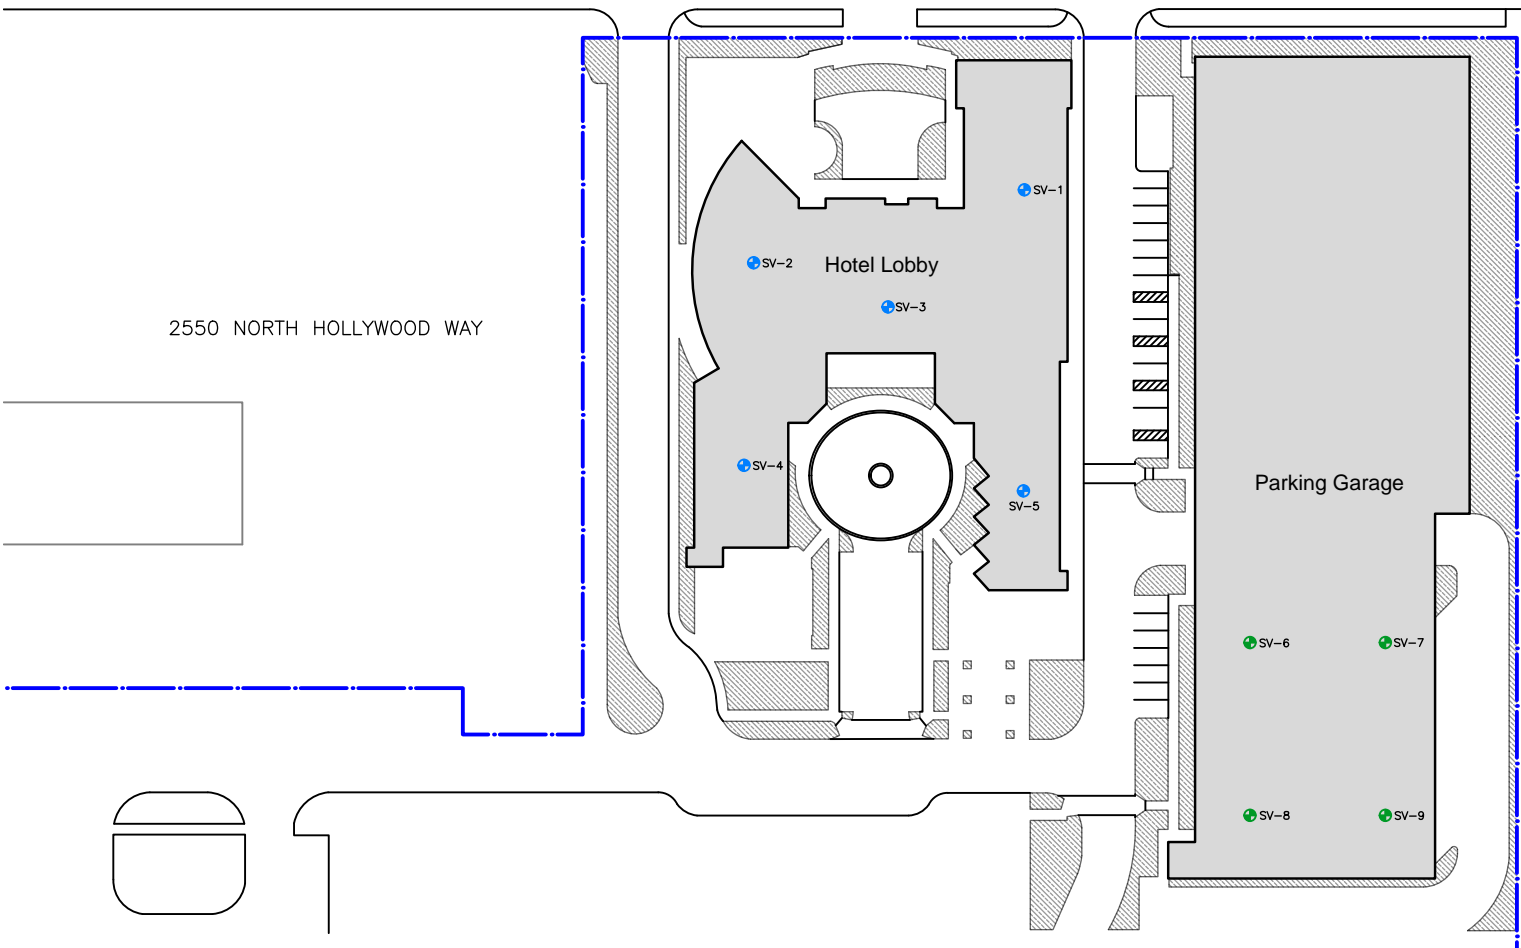 SV-1
SV-2
Hotel Lobby
SV-3
2550 NORTH HOLLYWOOD WAY
SV-4
Parking Garage
SV-5
SV-6
SV-7
SV-8
SV-9